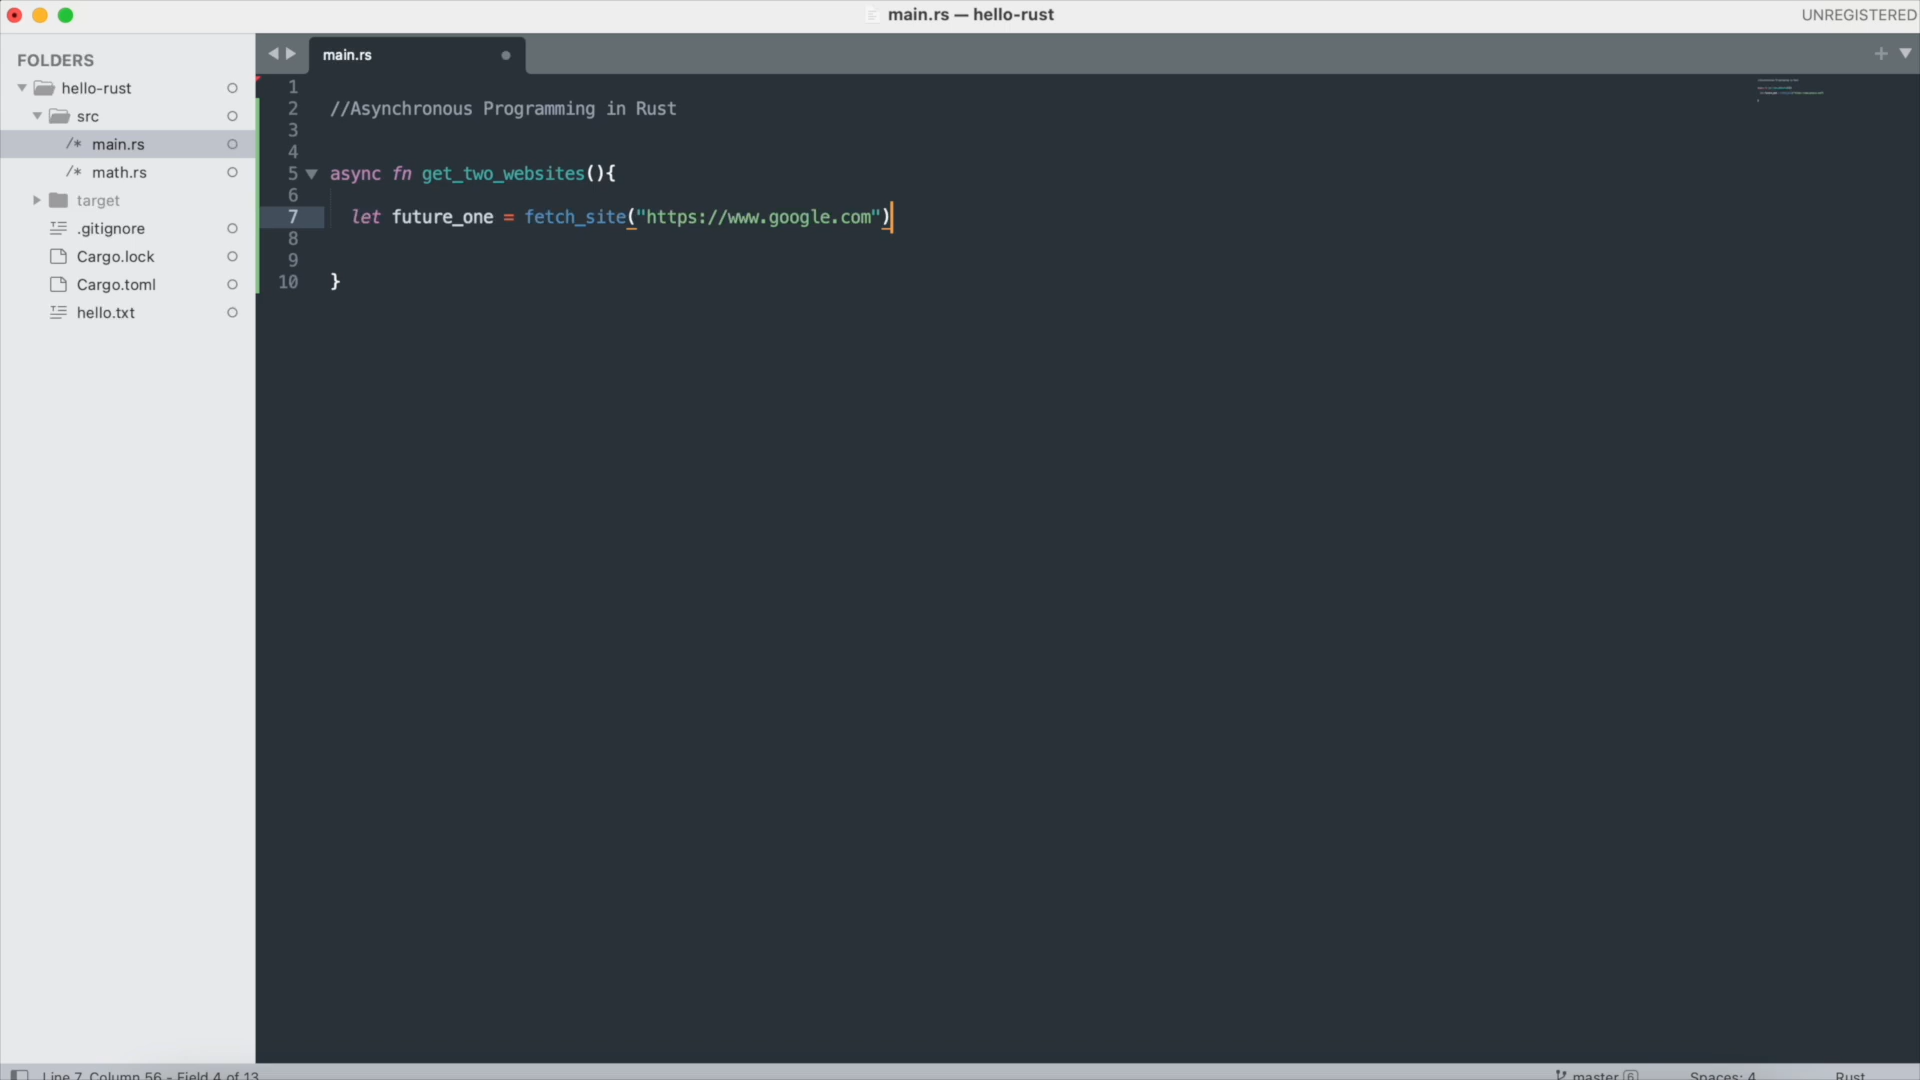 main.rs — hello-rust
UNREGISTERED
FOLDERS
hello-rust
src
/* main.rs
/* math.rs
target
.gitignore
Cargo.lock
Cargo.toml
hello.txt
main.rs
1
2 //Asynchronous Programming in Rust
3
4
5 async fn get_two_websites(){
6
7 let future_one = fetch_site("https://www.google.com")
8
9
10 }
Line 7, Column 56 - Field 4 of 13
master 6
Spaces: 4
Rust